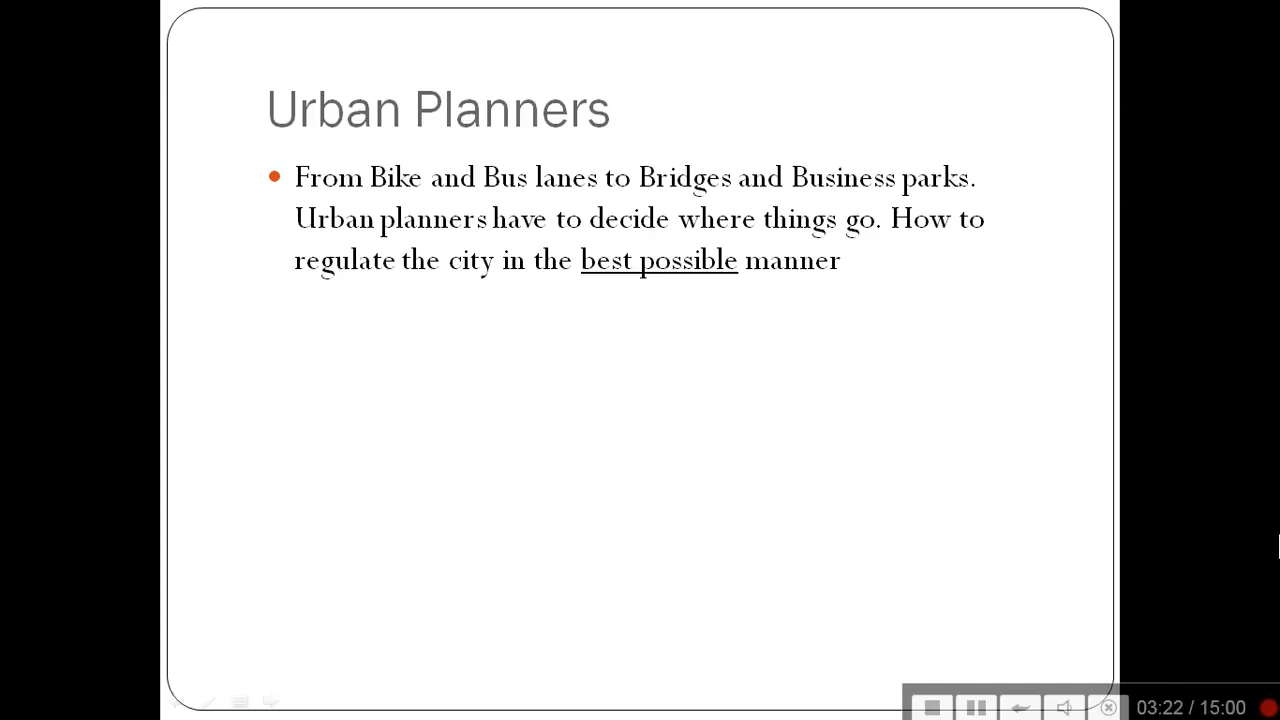 Urban Planners
From Bike and Bus lanes to Bridges and Business parks.
Urban planners have to decide where things go. How to
regulate the city in the best possible manner
03:22 / 15:00